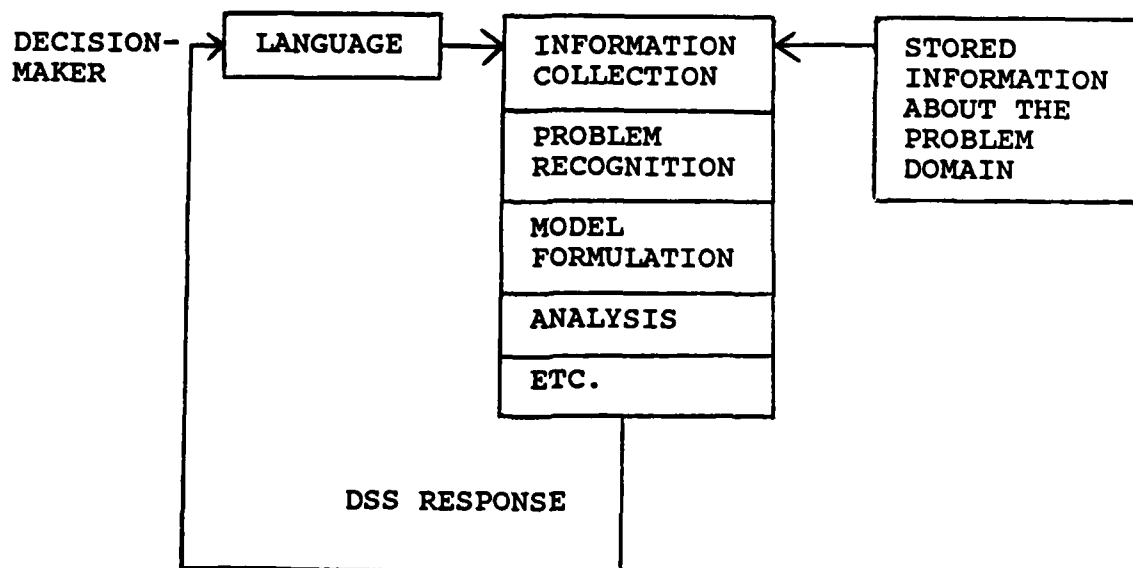 DECISION-
MAKER
LANGUAGE
INFORMATION
COLLECTION
PROBLEM
RECOGNITION
MODEL
FORMULATION
ANALYSIS
ETC.
STORED
INFORMATION
ABOUT THE
PROBLEM
DOMAIN
DSS RESPONSE